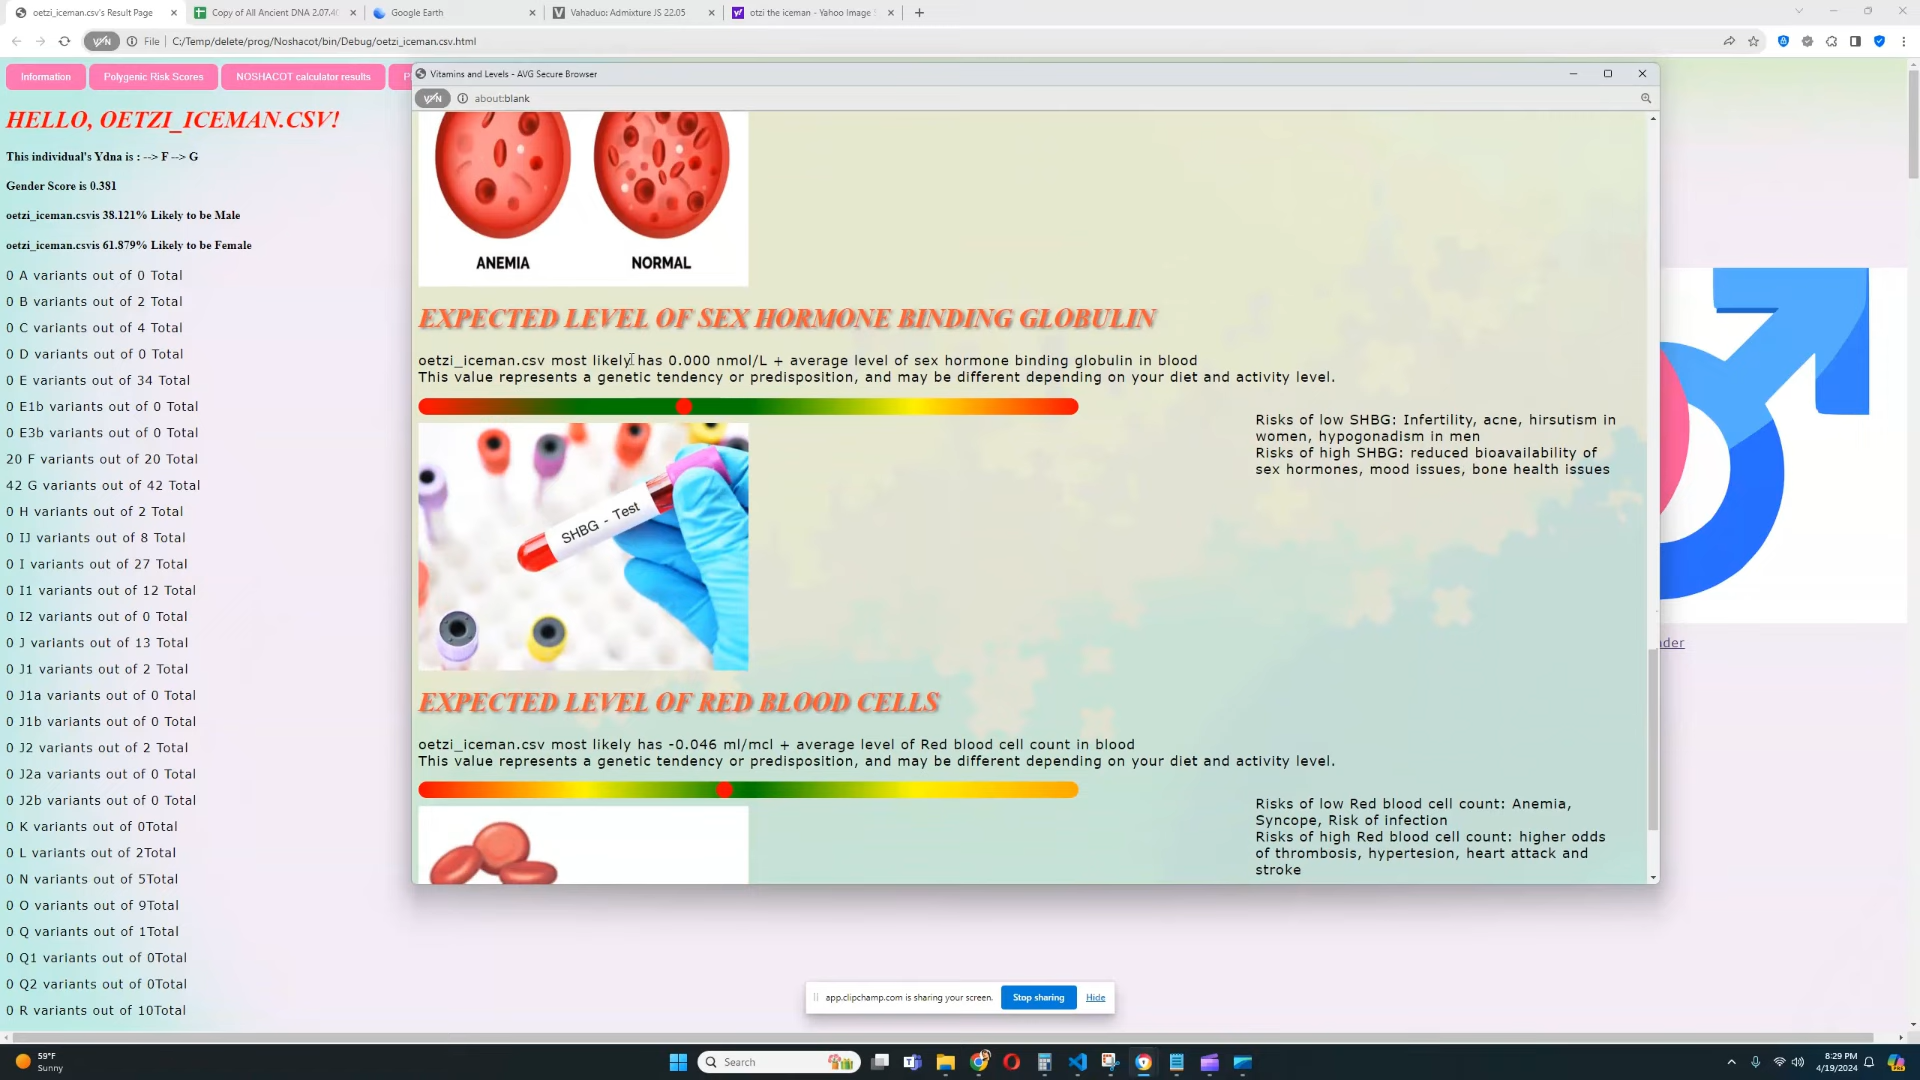 oetzi_iceman.csv's Result Page
Copy of All Ancient DNA 2.07.40
Google Earth
Vahaduo: Admixture JS 22.05
otzi the iceman - Yahoo Image S
File
C:/Temp/delete/prog/Noshacot/bin/Debug/oetzi_iceman.csv.html
Information
Polygenic Risk Scores
NOSHACOT calculator results
HELLO, OETZI_ICEMAN.CSV!
This individual's Ydna is : --> F --> G
Gender Score is 0.381
oetzi_iceman.csvis 38.121% Likely to be Male
oetzi_iceman.csvis 61.879% Likely to be Female
0 A variants out of 0 Total
0 B variants out of 2 Total
0 C variants out of 4 Total
0 D variants out of 0 Total
0 E variants out of 34 Total
0 E1b variants out of 0 Total
0 E3b variants out of 0 Total
20 F variants out of 20 Total
42 G variants out of 42 Total
0 H variants out of 2 Total
0 IJ variants out of 8 Total
0 I variants out of 27 Total
0 I1 variants out of 12 Total
0 I2 variants out of 0 Total
0 J variants out of 13 Total
0 J1 variants out of 2 Total
0 J1a variants out of 0 Total
0 J1b variants out of 0 Total
0 J2 variants out of 2 Total
0 J2a variants out of 0 Total
0 J2b variants out of 0 Total
0 K variants out of 0Total
0 L variants out of 2Total
0 N variants out of 5Total
0 O variants out of 9Total
0 Q variants out of 1Total
0 Q1 variants out of 0Total
0 Q2 variants out of 0Total
0 R variants out of 10Total
Vitamins and Levels - AVG Secure Browser
about:blank
ANEMIA
NORMAL
EXPECTED LEVEL OF SEX HORMONE BINDING GLOBULIN
oetzi_iceman.csv most likely has 0.000 nmol/L + average level of sex hormone binding globulin in blood
This value represents a genetic tendency or predisposition, and may be different depending on your diet and activity level.
Risks of low SHBG: Infertility, acne, hirsutism in
women, hypogonadism in men
Risks of high SHBG: reduced bioavailability of
sex hormones, mood issues, bone health issues
SHBG - Test
EXPECTED LEVEL OF RED BLOOD CELLS
oetzi_iceman.csv most likely has -0.046 ml/mcl + average level of Red blood cell count in blood
This value represents a genetic tendency or predisposition, and may be different depending on your diet and activity level.
Risks of low Red blood cell count: Anemia,
Syncope, Risk of infection
Risks of high Red blood cell count: higher odds
of thrombosis, hypertesion, heart attack and
stroke
app.clipchamp.com is sharing your screen.
Stop sharing
Hide
59°F
Sunny
Search
8:29 PM
4/19/2024